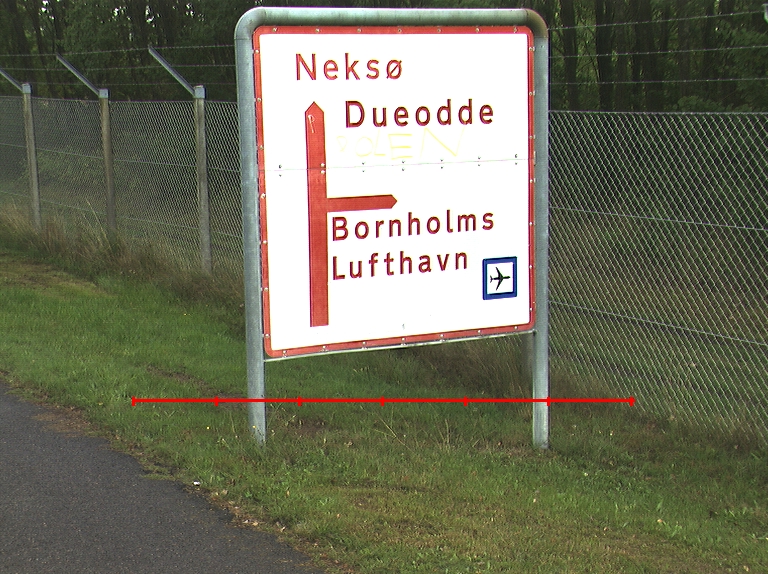 Neksø
Dueodde
Bornholms
Lufthavn